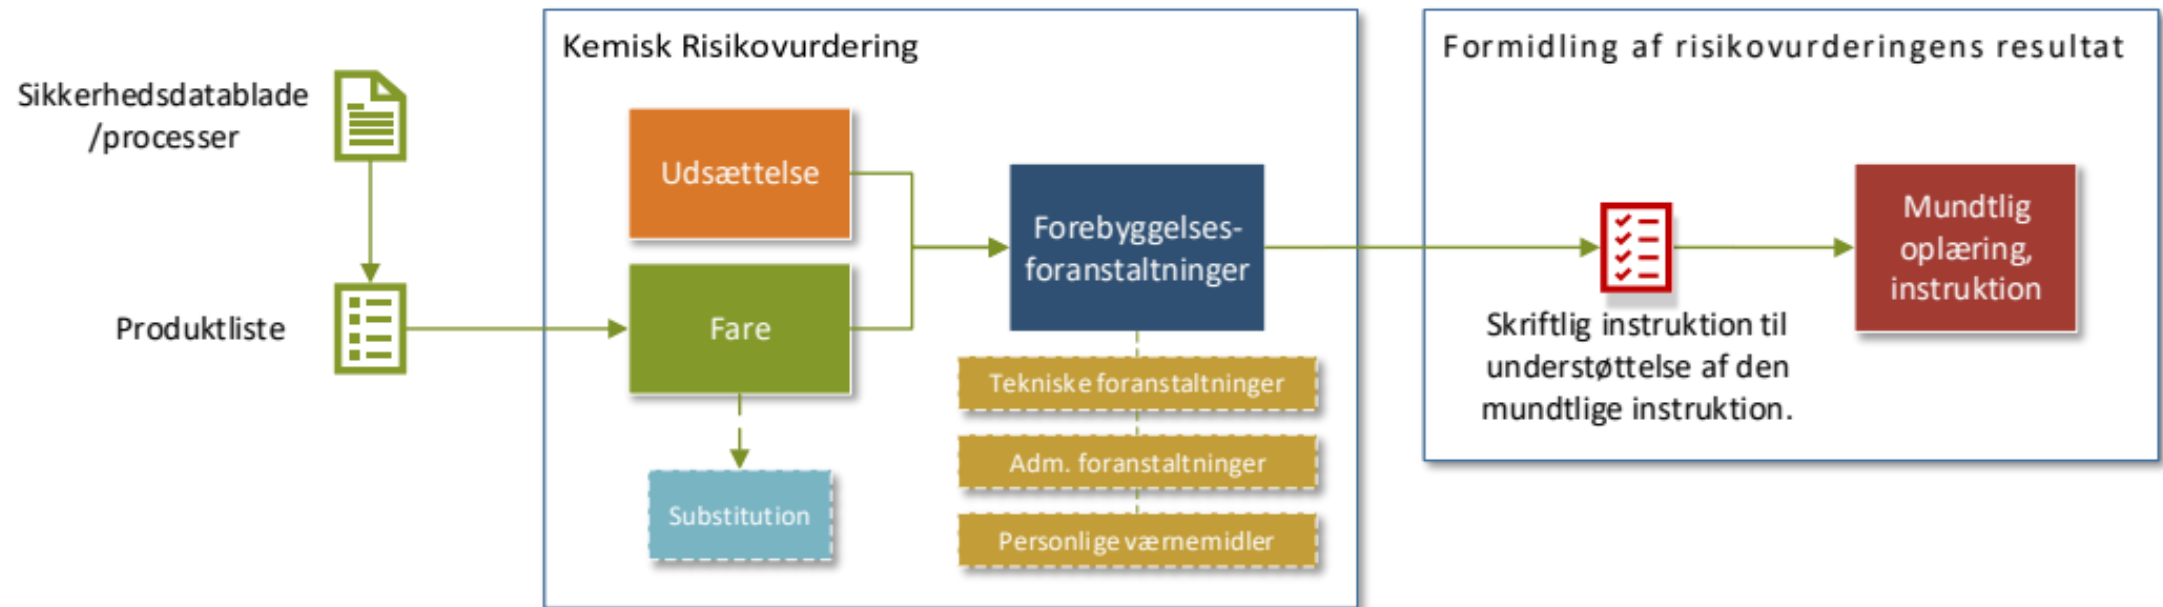 Sikkerhedsdatablade
/processer
Produktliste
Kemisk Risikovurdering
Udsættelse
Fare
Substitution
Forebyggelses-
foranstaltninger
Tekniske foranstaltninger
Adm. foranstaltninger
Personlige værnemidler
Formidling af risikovurderingens resultat
Skriftlig instruktion til
understøttelse af den
mundtlige instruktion.
Mundtlig
oplæring,
instruktion